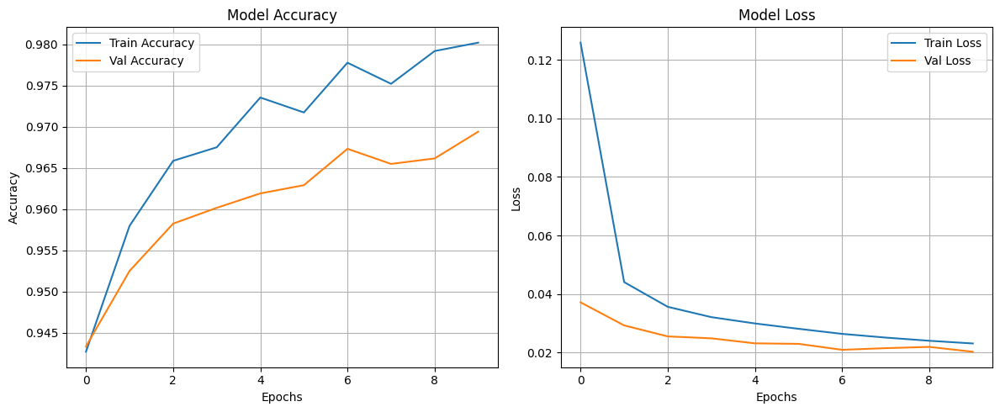 Model Accuracy
Train Accuracy
Val Accuracy
0.980
0.975
0.970
0.965
0.960
0.955
0.950
0.945
Accuracy
0 2 4 6 8
Epochs
Model Loss
Train Loss
Val Loss
0.12
0.10
0.08
0.06
0.04
0.02
Loss
0 2 4 6 8
Epochs